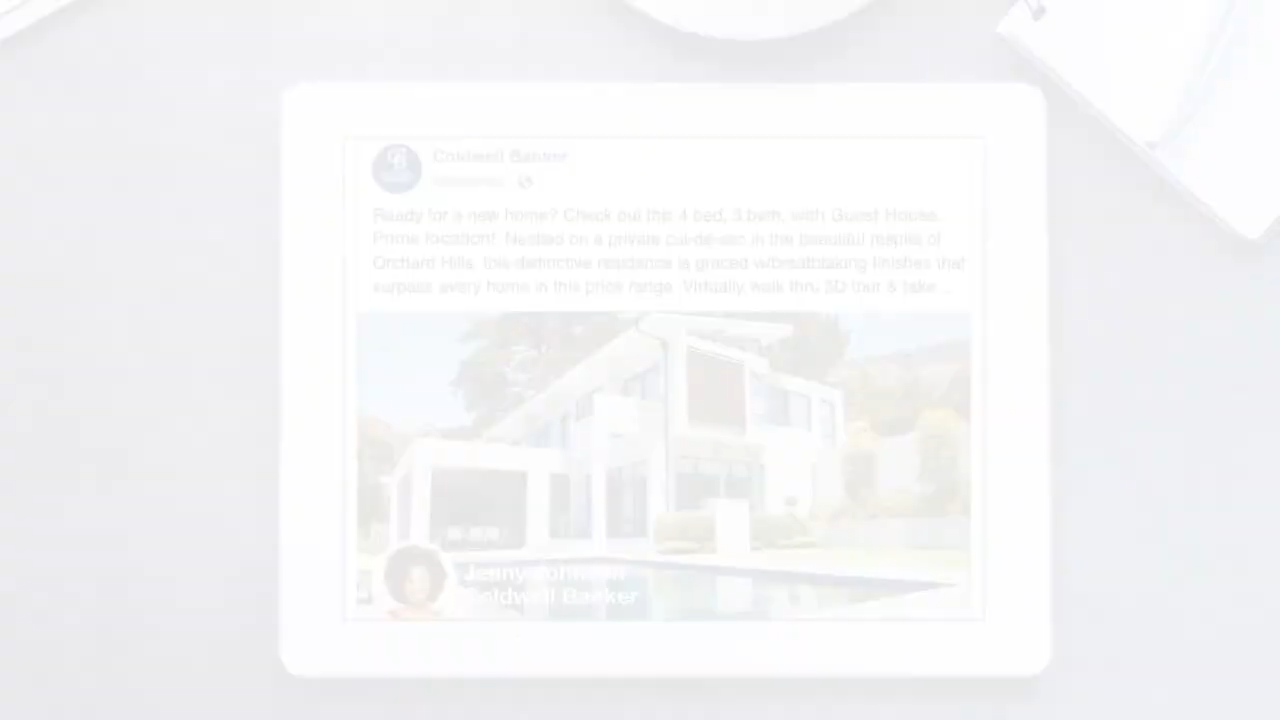 Coldwell Banker
Ready for a new home? Check out this 4 bed, 3 bath, with Guest House.
Prime location! Nestled on a private cul-de-sac in the beautiful foothills of
Orchard Hills, this distinctive residence is graced w/breathtaking finishes that
surpass every home in this price range. Virtually walk thru 3D tour & take...
Jenny Johnson
Coldwell Banker